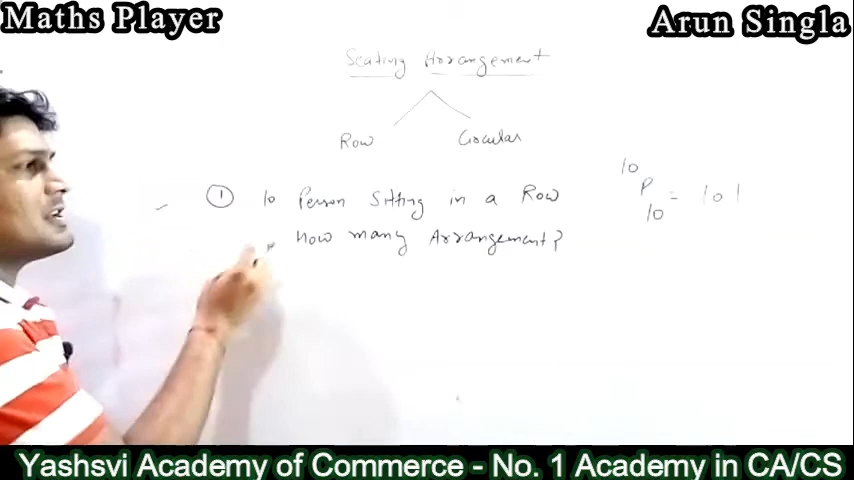 Maths Player
Arun Singla
Seating Arrangement
Row
Circular
① 10 Person Sitting in a Row
How many Arrangement?
10
P = 10!
10
Yashsvi Academy of Commerce - No. 1 Academy in CA/CS